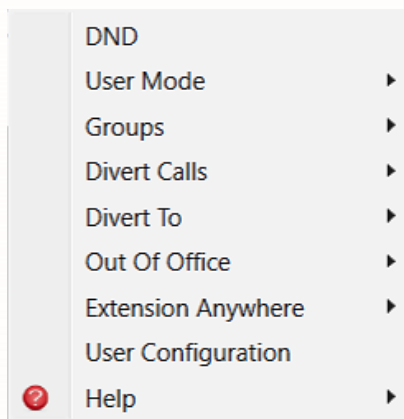 DND
User Mode
Groups
Divert Calls
Divert To
Out Of Office
Extension Anywhere
User Configuration
Help